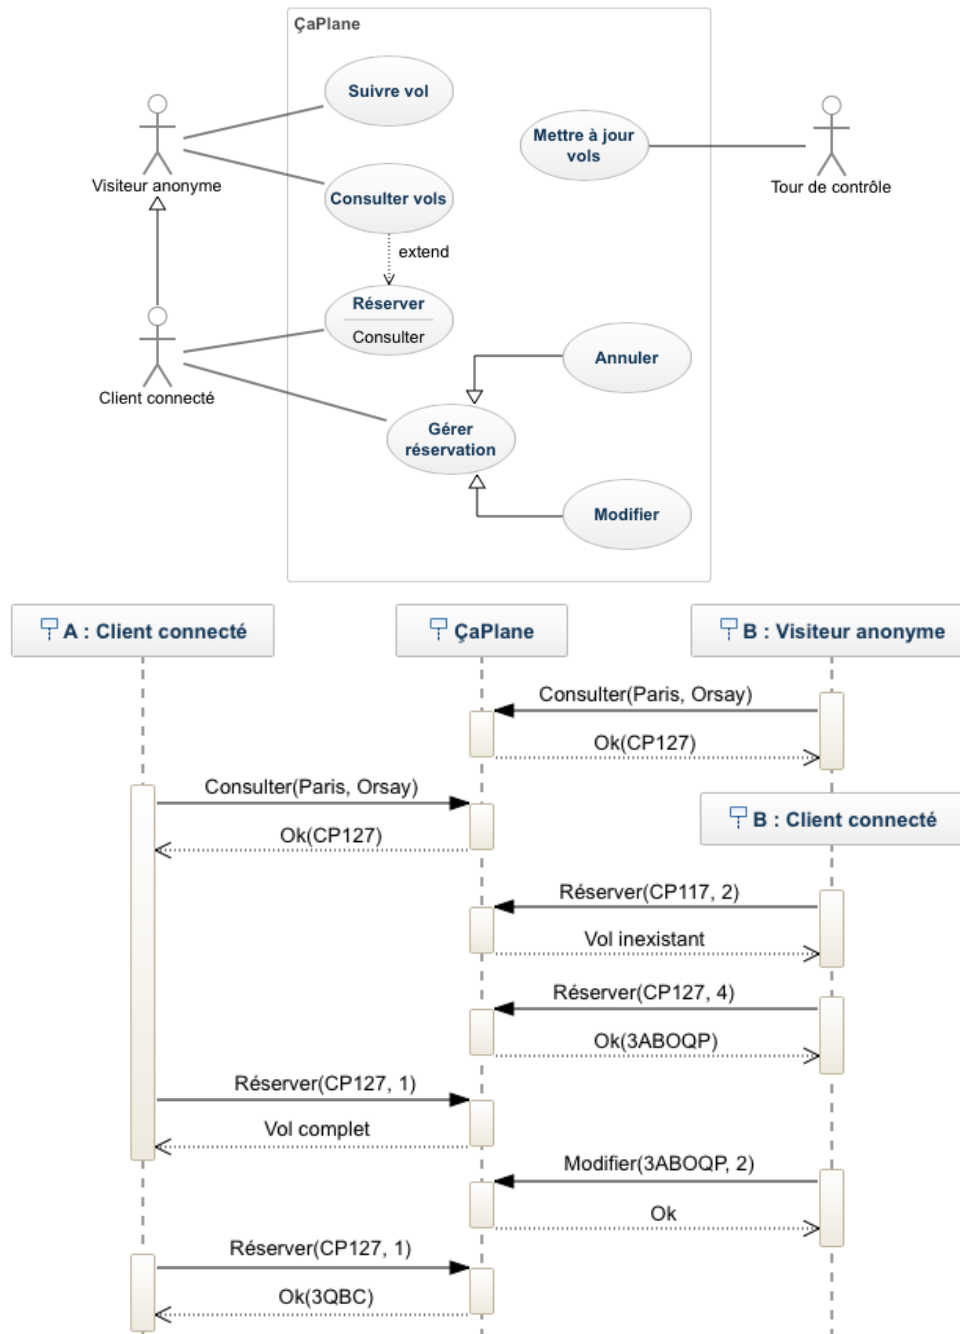 ÇaPlane
Suivre vol
Mettre à jour
vols
Visiteur anonyme
Tour de contrôle
Consulter vols
extend
Réserver
Consulter
Annuler
Client connecté
Gérer
réservation
Modifier
A : Client connecté
ÇaPlane
B : Visiteur anonyme
Consulter(Paris, Orsay)
Ok(CP127)
Consulter(Paris, Orsay)
B : Client connecté
Ok(CP127)
Réserver(CP117, 2)
Vol inexistant
Réserver(CP127, 4)
Ok(3ABOQP)
Réserver(CP127, 1)
Vol complet
Modifier(3ABOQP, 2)
Ok
Réserver(CP127, 1)
Ok(3QBC)